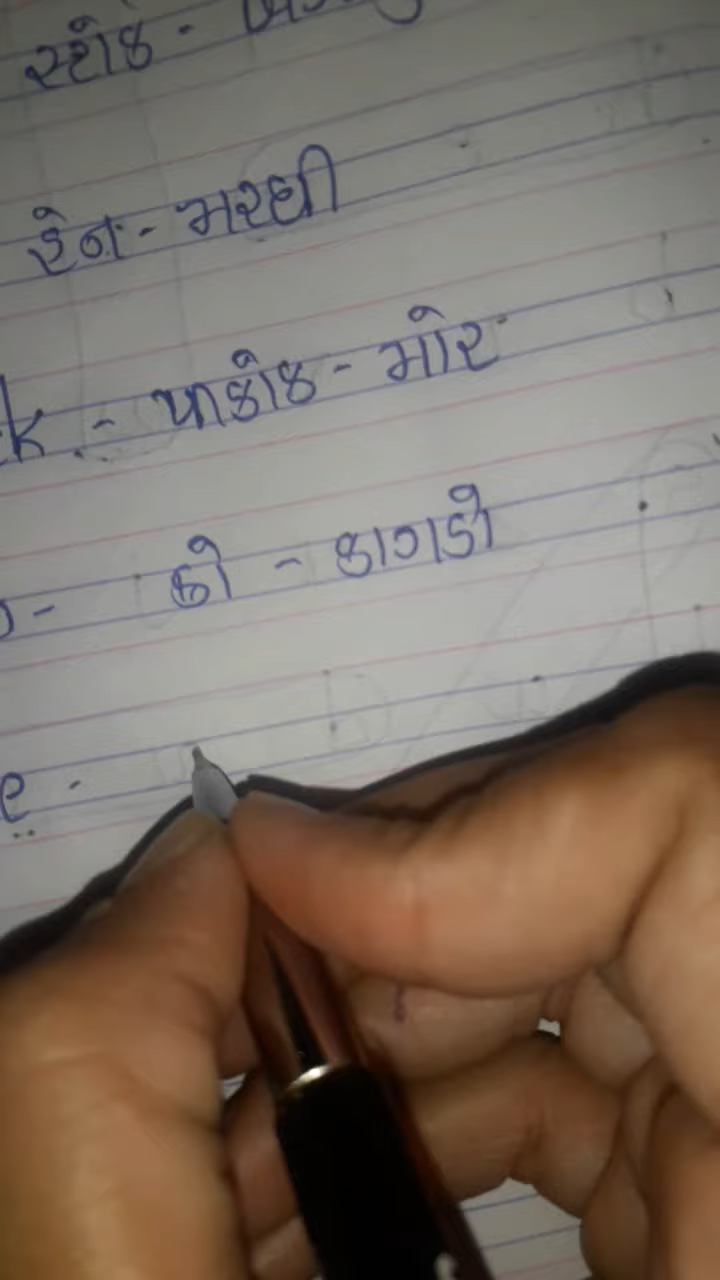 સ્ટોક -
રેન - મરઘી
k - પાકોક - મોર
ક્રો - કાગડો
e -